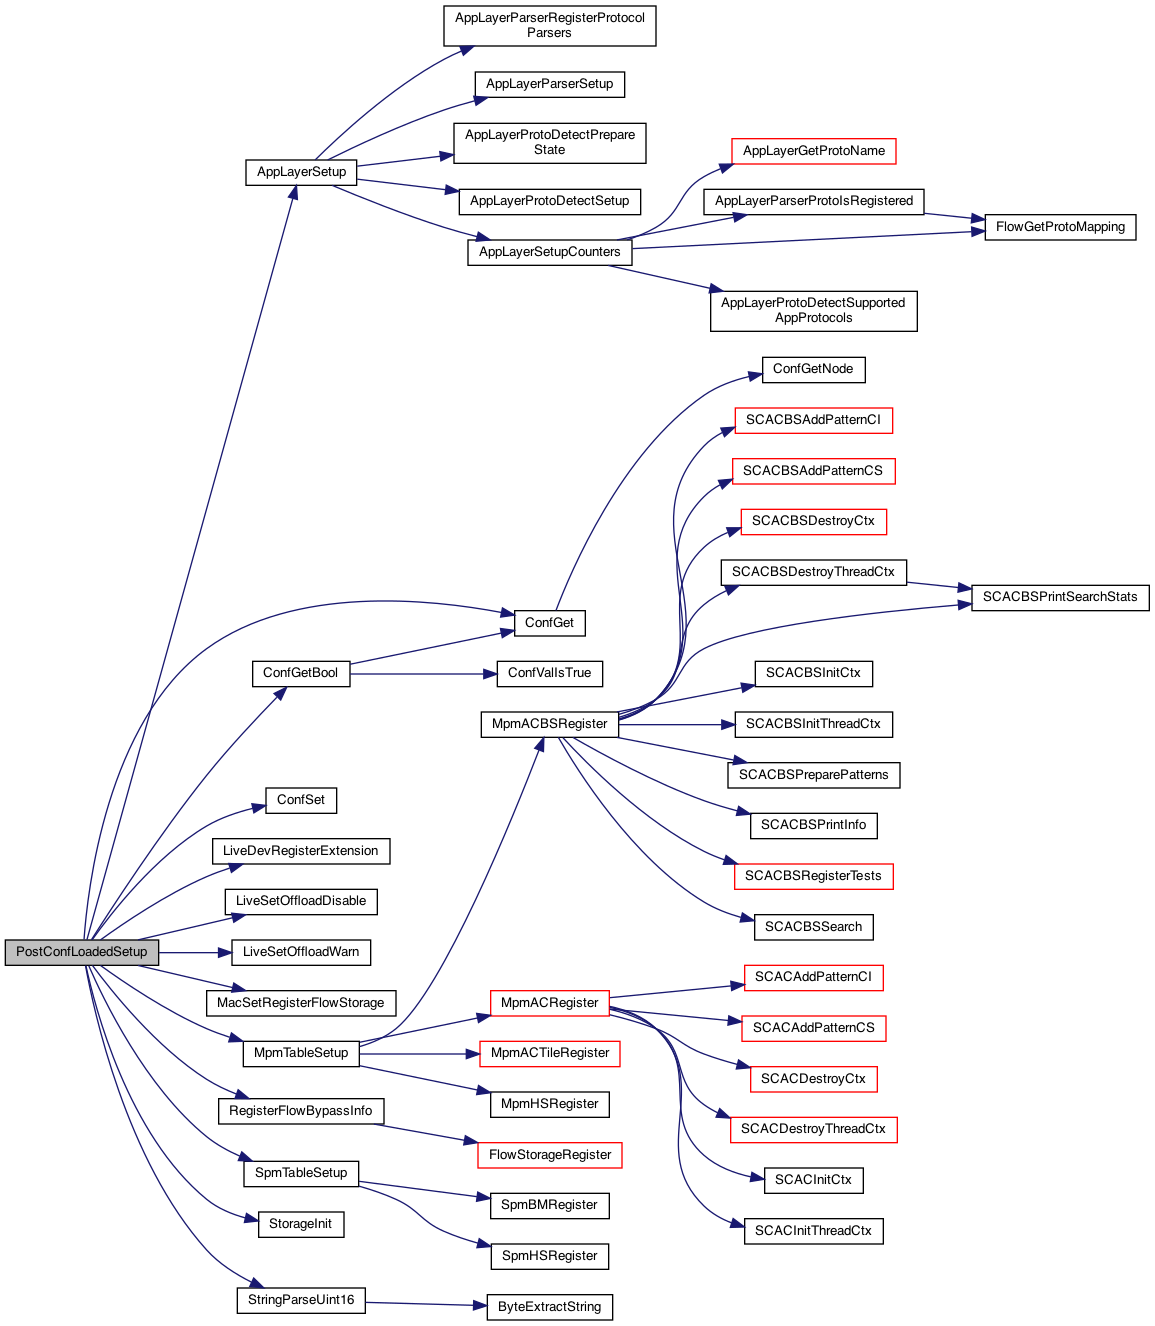 AppLayerParserRegisterProtocol
Parsers
AppLayerParserSetup
AppLayerProtoDetectPrepare
State
AppLayerGetProtoName
AppLayerSetup
AppLayerProtoDetectSetup
AppLayerParserProtoIsRegistered
FlowGetProtoMapping
AppLayerSetupCounters
AppLayerProtoDetectSupported
AppProtocols
ConfGetNode
SCACBSAddPatternCI
SCACBSAddPatternCS
SCACBSDestroyCtx
SCACBSDestroyThreadCtx
SCACBSPrintSearchStats
ConfGet
ConfGetBool
ConfValIsTrue
SCACBSInitCtx
MpmACBSRegister
SCACBSInitThreadCtx
SCACBSPreparePatterns
ConfSet
SCACBSPrintInfo
LiveDevRegisterExtension
SCACBSRegisterTests
LiveSetOffloadDisable
SCACBSSearch
PostConfLoadedSetup
LiveSetOffloadWarn
SCACAddPatternCI
MacSetRegisterFlowStorage
MpmACRegister
SCACAddPatternCS
MpmTableSetup
MpmACTileRegister
SCACDestroyCtx
MpmHSRegister
RegisterFlowBypassInfo
SCACDestroyThreadCtx
FlowStorageRegister
SpmTableSetup
SCACInitCtx
SpmBMRegister
StorageInit
SCACInitThreadCtx
SpmHSRegister
StringParseUint16
ByteExtractString